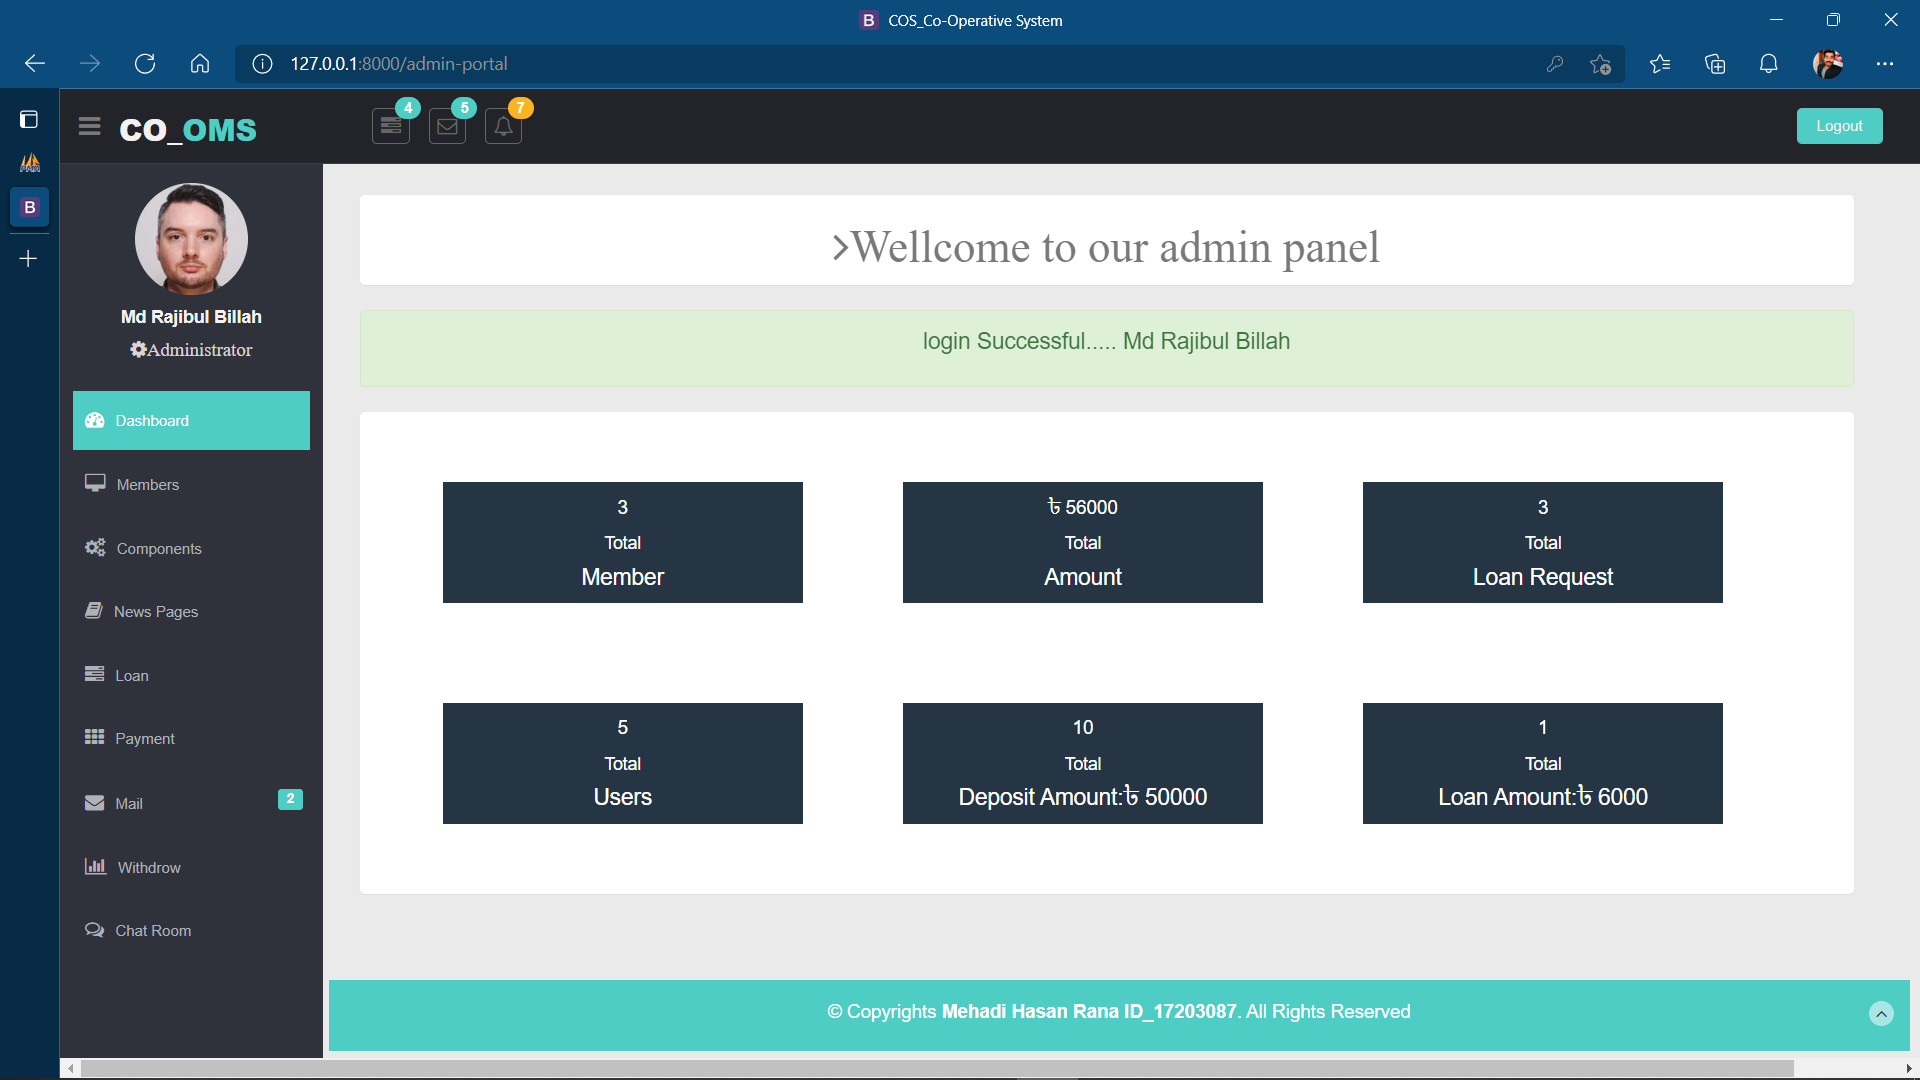 COS_Co-Operative System
127.0.0.1:8000/admin-portal
CO_OMS
4
5
7
Logout
Md Rajibul Billah
Administrator
Dashboard
Members
Components
News Pages
Loan
Payment
Mail
2
Withdrow
Chat Room
>Wellcome to our admin panel
login Successful..... Md Rajibul Billah
3
Total
Member
৳ 56000
Total
Amount
3
Total
Loan Request
5
Total
Users
10
Total
Deposit Amount:৳ 50000
1
Total
Loan Amount:৳ 6000
© Copyrights Mehadi Hasan Rana ID_17203087. All Rights Reserved